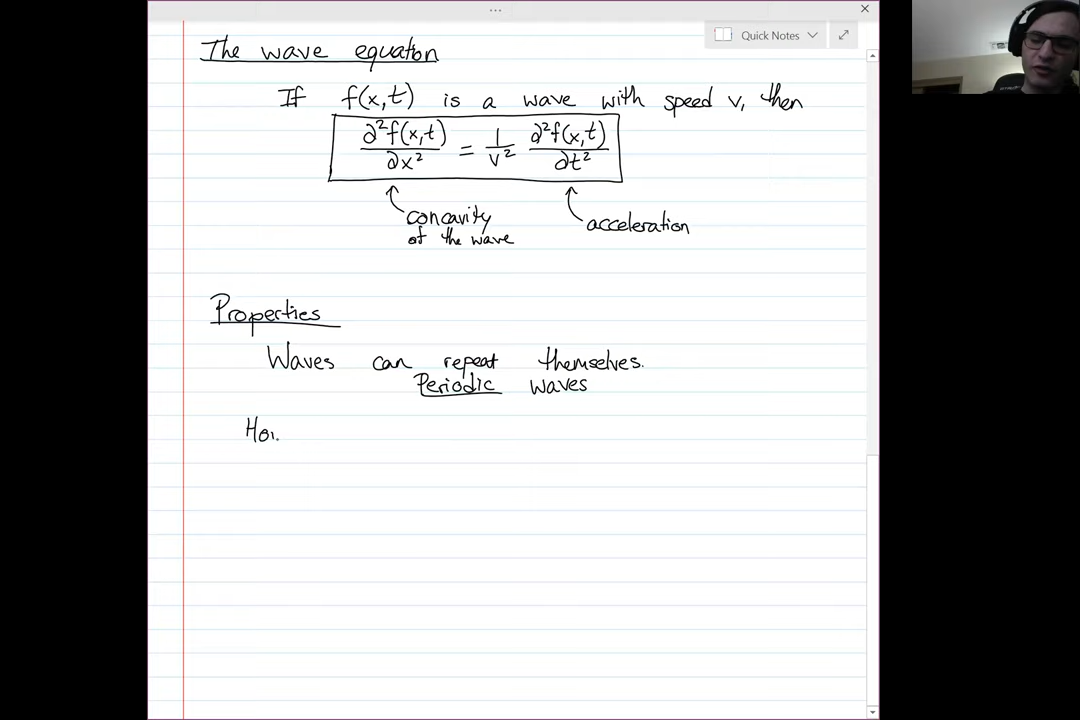 Quick Notes
The wave equation
If f(x,t) is a wave with speed v, then
∂²f(x,t)/∂x² = 1/v² ∂²f(x,t)/∂t²
concavity
of the wave
acceleration
Properties
Waves can repeat themselves.
Periodic waves